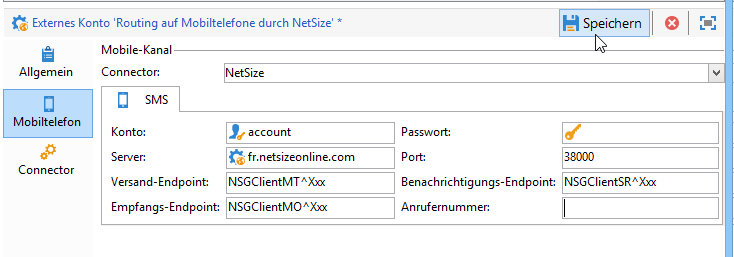 Externes Konto 'Routing auf Mobiltelefone durch NetSize' *
Speichern
Allgemein
Mobiltelefon
Connector
Mobile-Kanal
Connector: NetSize
SMS
Konto: account Passwort:
Server: fr.netsizeonline.com Port: 38000
Versand-Endpoint: NSGClientMT^Xxx Benachrichtigungs-Endpoint: NSGClientSR^Xxx
Empfangs-Endpoint: NSGClientMO^Xxx Anrufernummer: